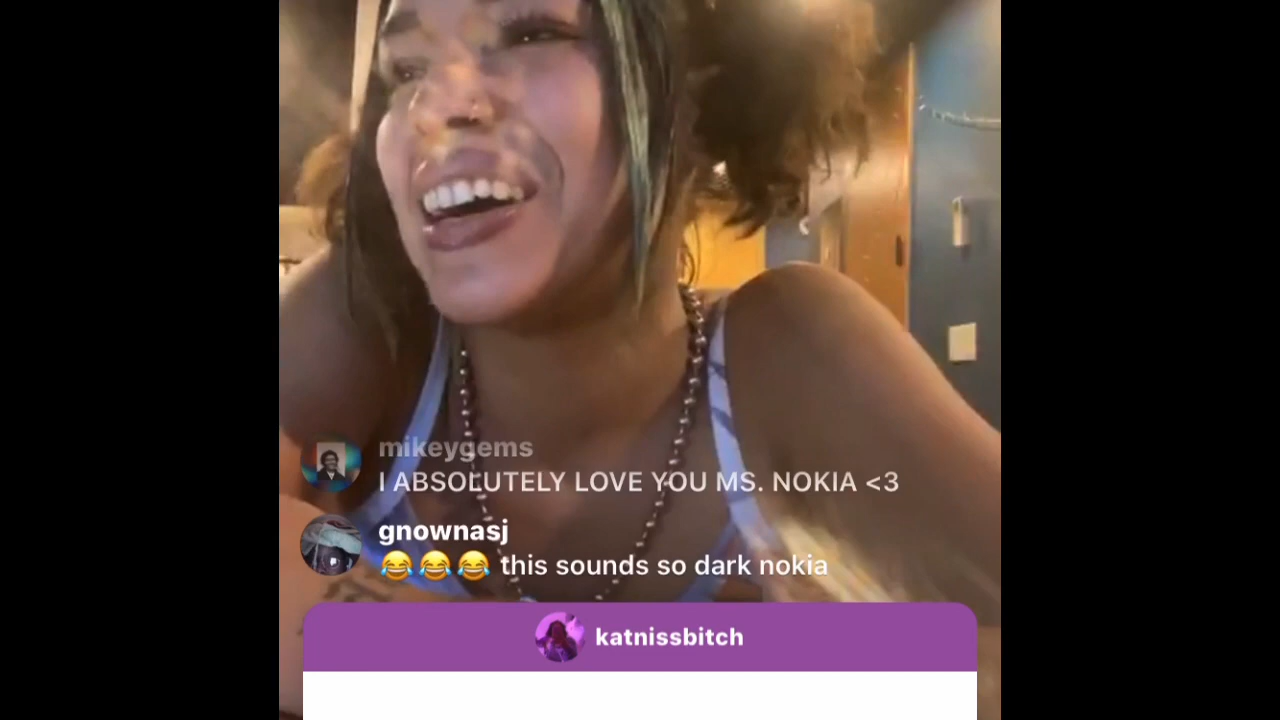 mikeygems
I ABSOLUTELY LOVE YOU MS. NOKIA <3
gnownasj
😂😂😂 this sounds so dark nokia
katnissbitch